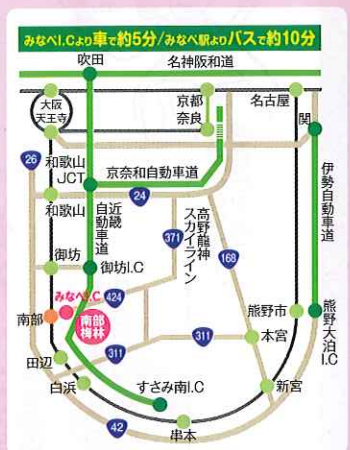 みなべI.Cより車で約5分/みなべ駅よりバスで約10分
吹田
名神阪和道
大阪
天王寺
京都
奈良
名古屋
関
26
和歌山
JCT
京奈和自動車道
24
和歌山
近畿
自動車道
371
高野龍神
スカイライン
168
伊勢自動車道
御坊
御坊I.C
みなべI.C
424
南部
南部
梅林
311
311
本宮
熊野市
熊野大泊I.C
田辺
白浜
すさみ南I.C
新宮
42
串本